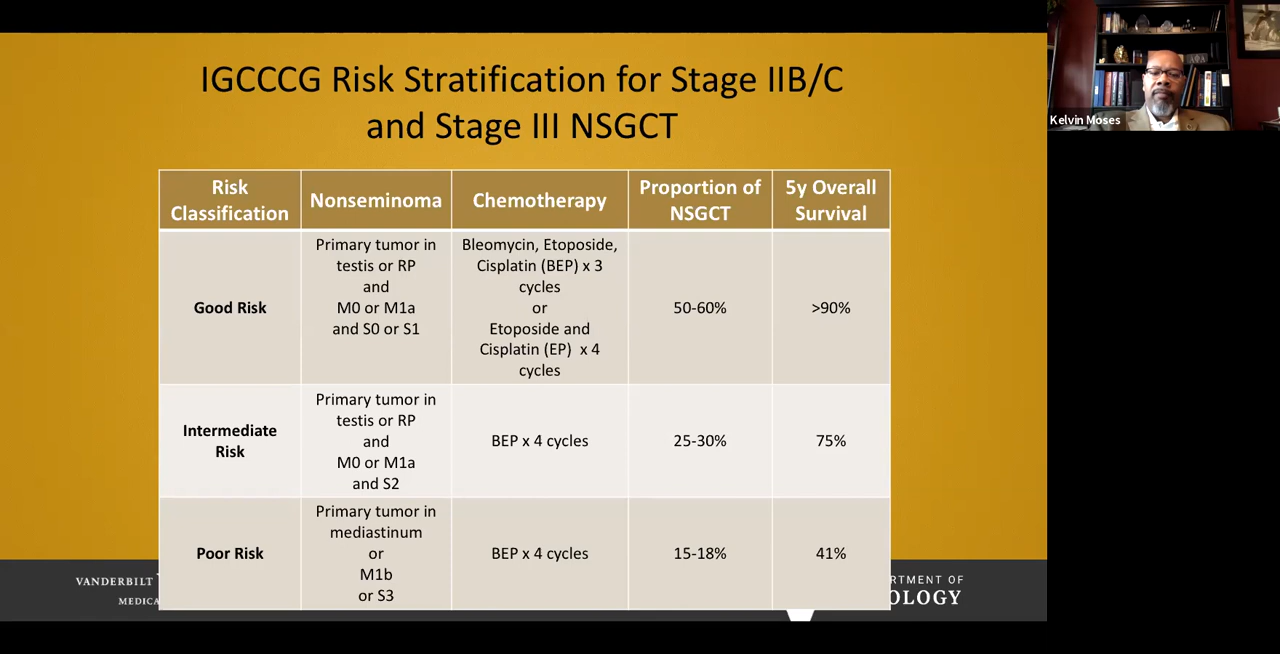 IGCCCG Risk Stratification for Stage IIB/C
and Stage III NSGCT
Kelvin Moses
Risk
Classification
Nonseminoma
Chemotherapy
Proportion of
NSGCT
5y Overall
Survival
Good Risk
Primary tumor in
testis or RP
and
M0 or M1a
and S0 or S1
Bleomycin, Etoposide,
Cisplatin (BEP) x 3
cycles
or
Etoposide and
Cisplatin (EP) x 4
cycles
50-60%
>90%
Intermediate
Risk
Primary tumor in
testis or RP
and
M0 or M1a
and S2
BEP x 4 cycles
25-30%
75%
Poor Risk
Primary tumor in
mediastinum
or
M1b
or S3
BEP x 4 cycles
15-18%
41%
VANDERBILT
MEDICA
RTMENT OF
OLOGY